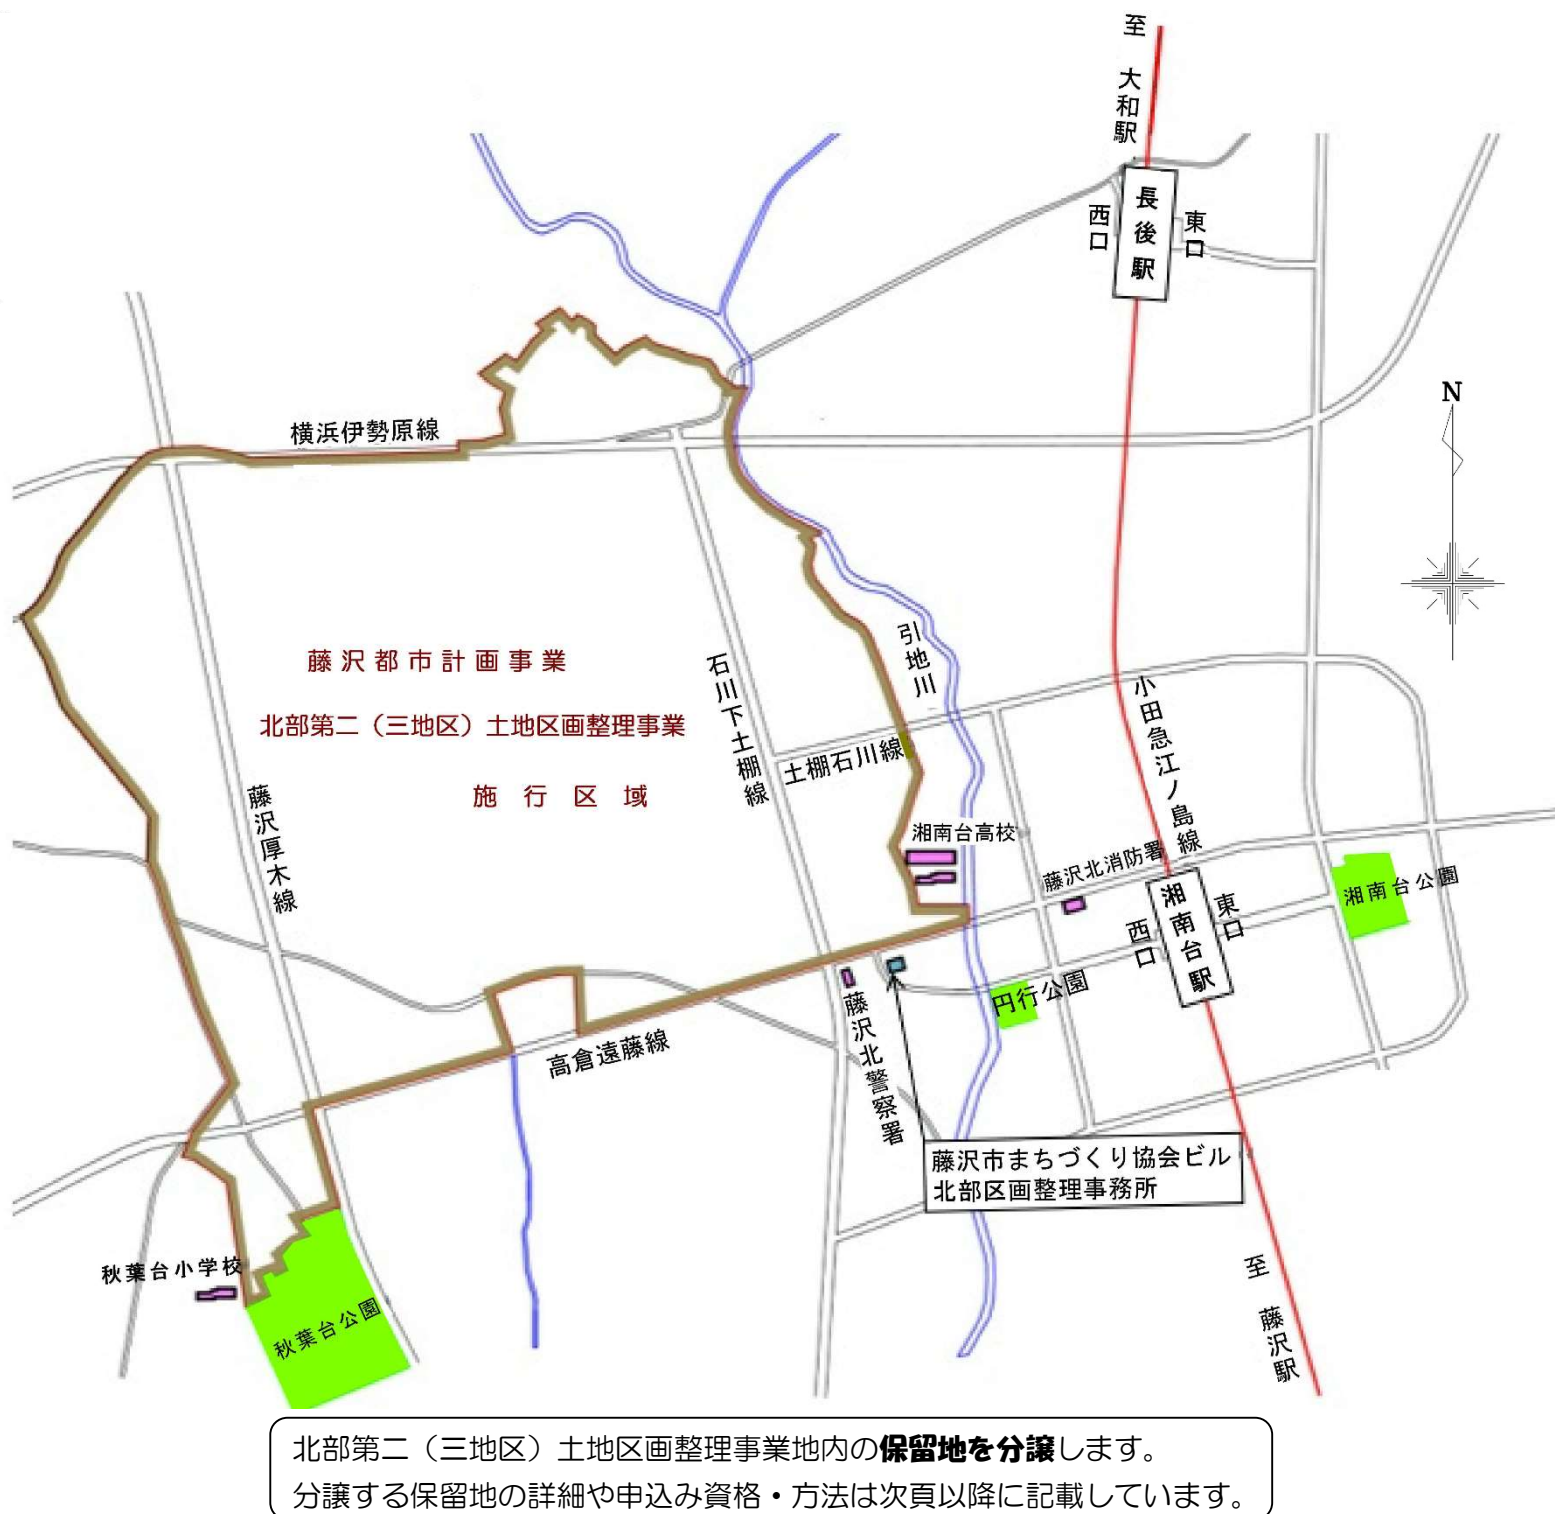 至 大和駅
長後駅
西口
東口
N
横浜伊勢原線
引地川
藤沢都市計画事業
北部第二（三地区）土地区画整理事業
施行区域
石川下土棚線
小田急江ノ島線
土棚石川線
藤沢厚木線
湘南台高校
藤沢北消防署
湘南台公園
湘南台駅
西口
東口
円行公園
藤沢北警察署
高倉遠藤線
藤沢市まちづくり協会ビル
北部区画整理事務所
秋葉台小学校
秋葉台公園
至 藤沢駅
北部第二（三地区）土地区画整理事業地内の保留地を分譲します。
分譲する保留地の詳細や申込み資格・方法は次頁以降に記載しています。